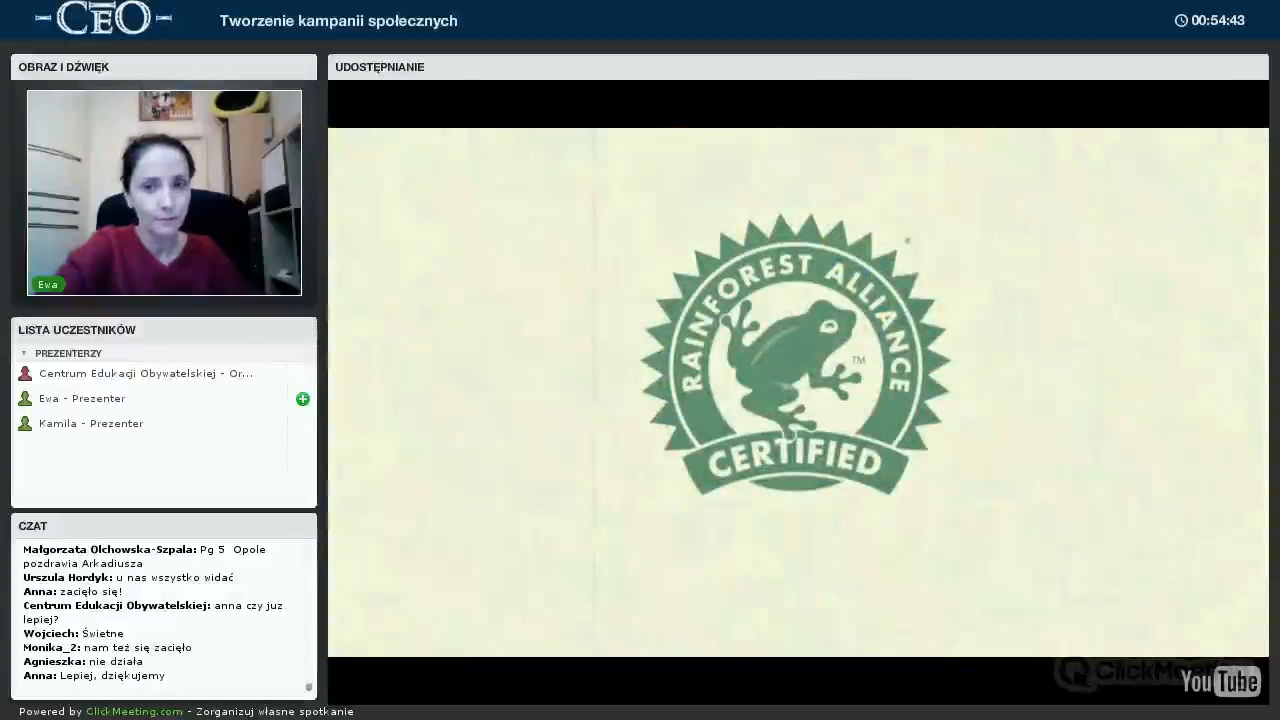 CEO
Tworzenie kampanii społecznych
00:54:43
OBRAZ I DŹWIĘK
UDOSTĘPNIANIE
Ewa
LISTA UCZESTNIKÓW
PREZENTERZY
Centrum Edukacji Obywatelskiej - Or...
Ewa - Prezenter
Kamila - Prezenter
RAINFOREST ALLIANCE
TM
CERTIFIED
CZAT
Małgorzata Olchowska-Szpala: Pg 5 Opole
pozdrawia Arkadiusza
Urszula Hordyk: u nas wszystko widać
Anna: zacięło się!
Centrum Edukacji Obywatelskiej: anna czy juz
lepiej?
Wojciech: Świetne
Monika_2: nam też się zacięło
Agnieszka: nie działa
Anna: Lepiej, dziękujemy
YouTube
Powered by ClickMeeting.com - Zorganizuj własne spotkanie